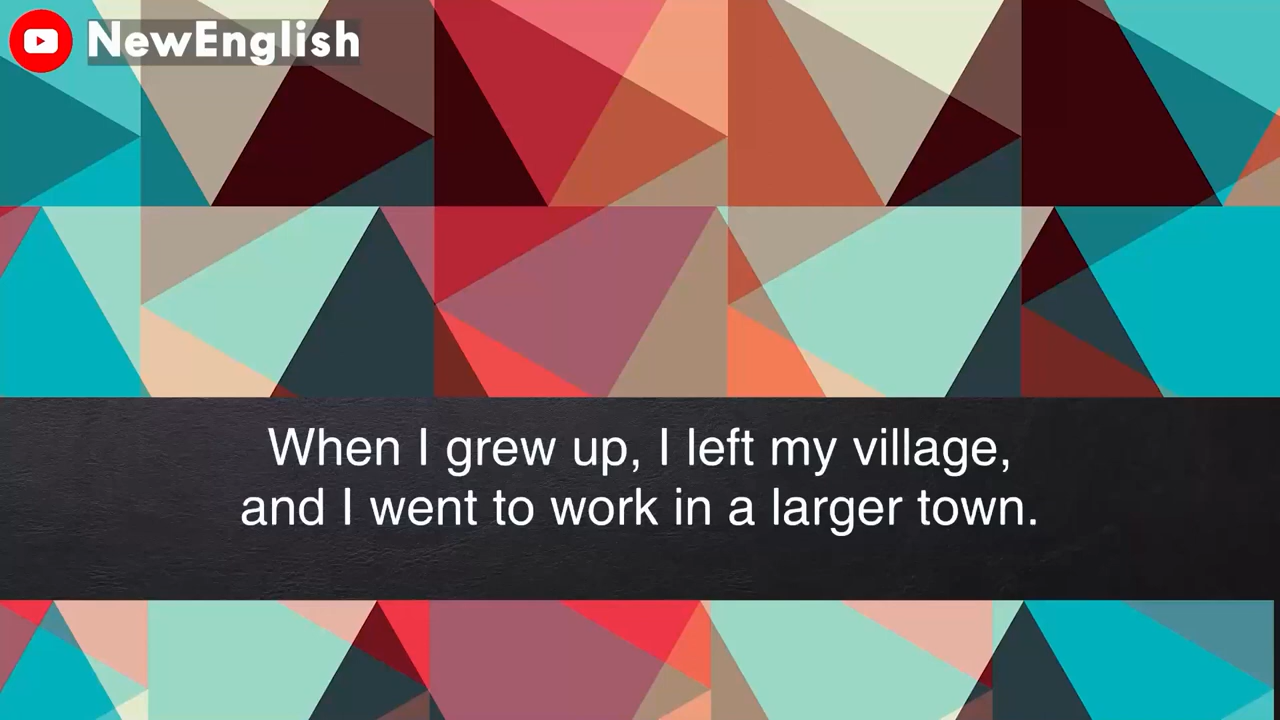 NewEnglish
When I grew up, I left my village,
and I went to work in a larger town.